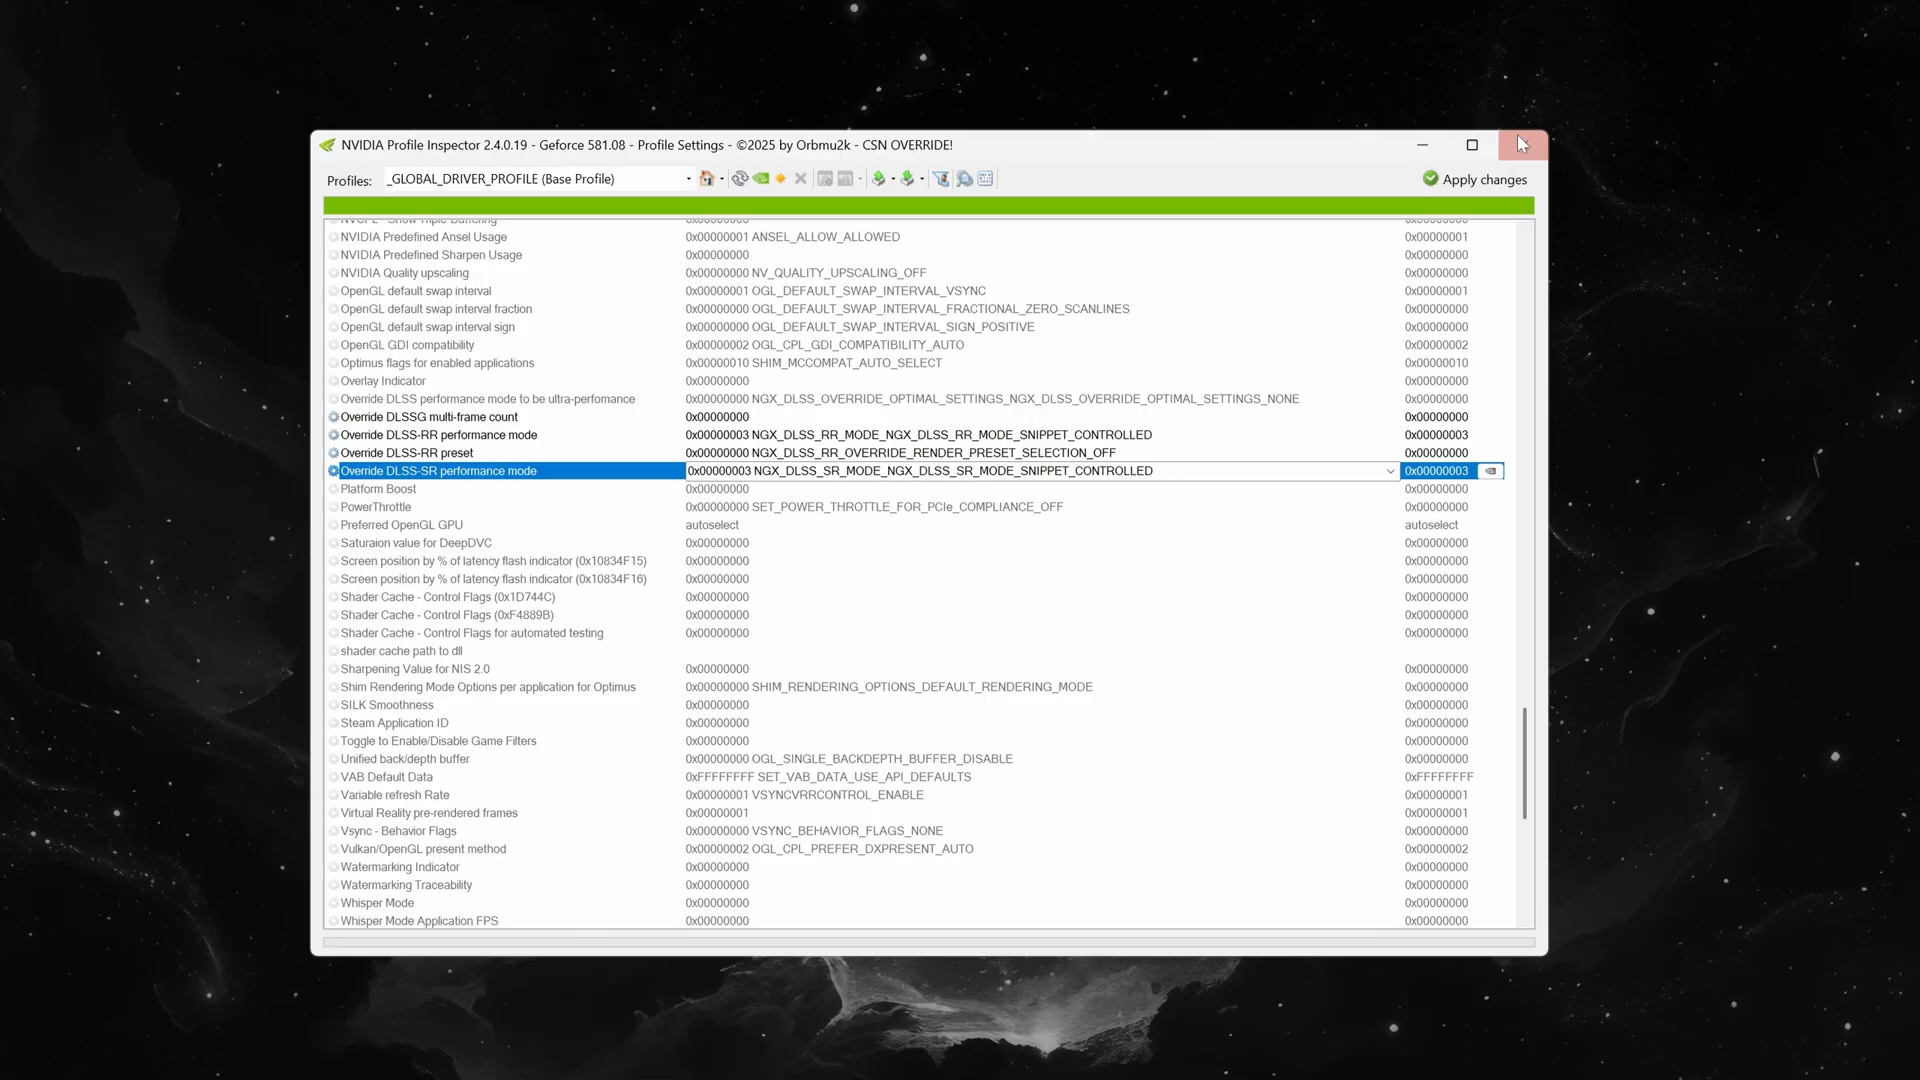 NVIDIA Profile Inspector 2.4.0.19 - Geforce 581.08 - Profile Settings - ©2025 by Orbmu2k - CSN OVERRIDE!
Profiles: _GLOBAL_DRIVER_PROFILE (Base Profile) Apply changes
NVIDIA Predefined Ansel Usage 0x00000001 ANSEL_ALLOW_ALLOWED 0x00000001
NVIDIA Predefined Sharpen Usage 0x00000000 0x00000000
NVIDIA Quality upscaling 0x00000000 NV_QUALITY_UPSCALING_OFF 0x00000000
OpenGL default swap interval 0x00000001 OGL_DEFAULT_SWAP_INTERVAL_VSYNC 0x00000001
OpenGL default swap interval fraction 0x00000000 OGL_DEFAULT_SWAP_INTERVAL_FRACTIONAL_ZERO_SCANLINES 0x00000000
OpenGL default swap interval sign 0x00000000 OGL_DEFAULT_SWAP_INTERVAL_SIGN_POSITIVE 0x00000000
OpenGL GDI compatibility 0x00000002 OGL_CPL_GDI_COMPATIBILITY_AUTO 0x00000002
Optimus flags for enabled applications 0x00000010 SHIM_MCCOMPAT_AUTO_SELECT 0x00000010
Overlay Indicator 0x00000000 0x00000000
Override DLSS performance mode to be ultra-perfomance 0x00000000 NGX_DLSS_OVERRIDE_OPTIMAL_SETTINGS_NGX_DLSS_OVERRIDE_OPTIMAL_SETTINGS_NONE 0x00000000
Override DLSSG multi-frame count 0x00000000 0x00000000
Override DLSS-RR performance mode 0x00000003 NGX_DLSS_RR_MODE_NGX_DLSS_RR_MODE_SNIPPET_CONTROLLED 0x00000003
Override DLSS-RR preset 0x00000000 NGX_DLSS_RR_OVERRIDE_RENDER_PRESET_SELECTION_OFF 0x00000000
Override DLSS-SR performance mode 0x00000003 NGX_DLSS_SR_MODE_NGX_DLSS_SR_MODE_SNIPPET_CONTROLLED 0x00000003
Platform Boost 0x00000000 0x00000000
PowerThrottle 0x00000000 SET_POWER_THROTTLE_FOR_PCIe_COMPLIANCE_OFF 0x00000000
Preferred OpenGL GPU autoselect autoselect
Saturaion value for DeepDVC 0x00000000 0x00000000
Screen position by % of latency flash indicator (0x10834F15) 0x00000000 0x00000000
Screen position by % of latency flash indicator (0x10834F16) 0x00000000 0x00000000
Shader Cache - Control Flags (0x1D744C) 0x00000000 0x00000000
Shader Cache - Control Flags (0xF4889B) 0x00000000 0x00000000
Shader Cache - Control Flags for automated testing 0x00000000 0x00000000
shader cache path to dll
Sharpening Value for NIS 2.0 0x00000000 0x00000000
Shim Rendering Mode Options per application for Optimus 0x00000000 SHIM_RENDERING_OPTIONS_DEFAULT_RENDERING_MODE 0x00000000
SILK Smoothness 0x00000000 0x00000000
Steam Application ID 0x00000000 0x00000000
Toggle to Enable/Disable Game Filters 0x00000000 0x00000000
Unified back/depth buffer 0x00000000 OGL_SINGLE_BACKDEPTH_BUFFER_DISABLE 0x00000000
VAB Default Data 0xFFFFFFFF SET_VAB_DATA_USE_API_DEFAULTS 0xFFFFFFFF
Variable refresh Rate 0x00000001 VSYNCVRRCONTROL_ENABLE 0x00000001
Virtual Reality pre-rendered frames 0x00000001 0x00000001
Vsync - Behavior Flags 0x00000000 VSYNC_BEHAVIOR_FLAGS_NONE 0x00000000
Vulkan/OpenGL present method 0x00000002 OGL_CPL_PREFER_DXPRESENT_AUTO 0x00000002
Watermarking Indicator 0x00000000 0x00000000
Watermarking Traceability 0x00000000 0x00000000
Whisper Mode 0x00000000 0x00000000
Whisper Mode Application FPS 0x00000000 0x00000000